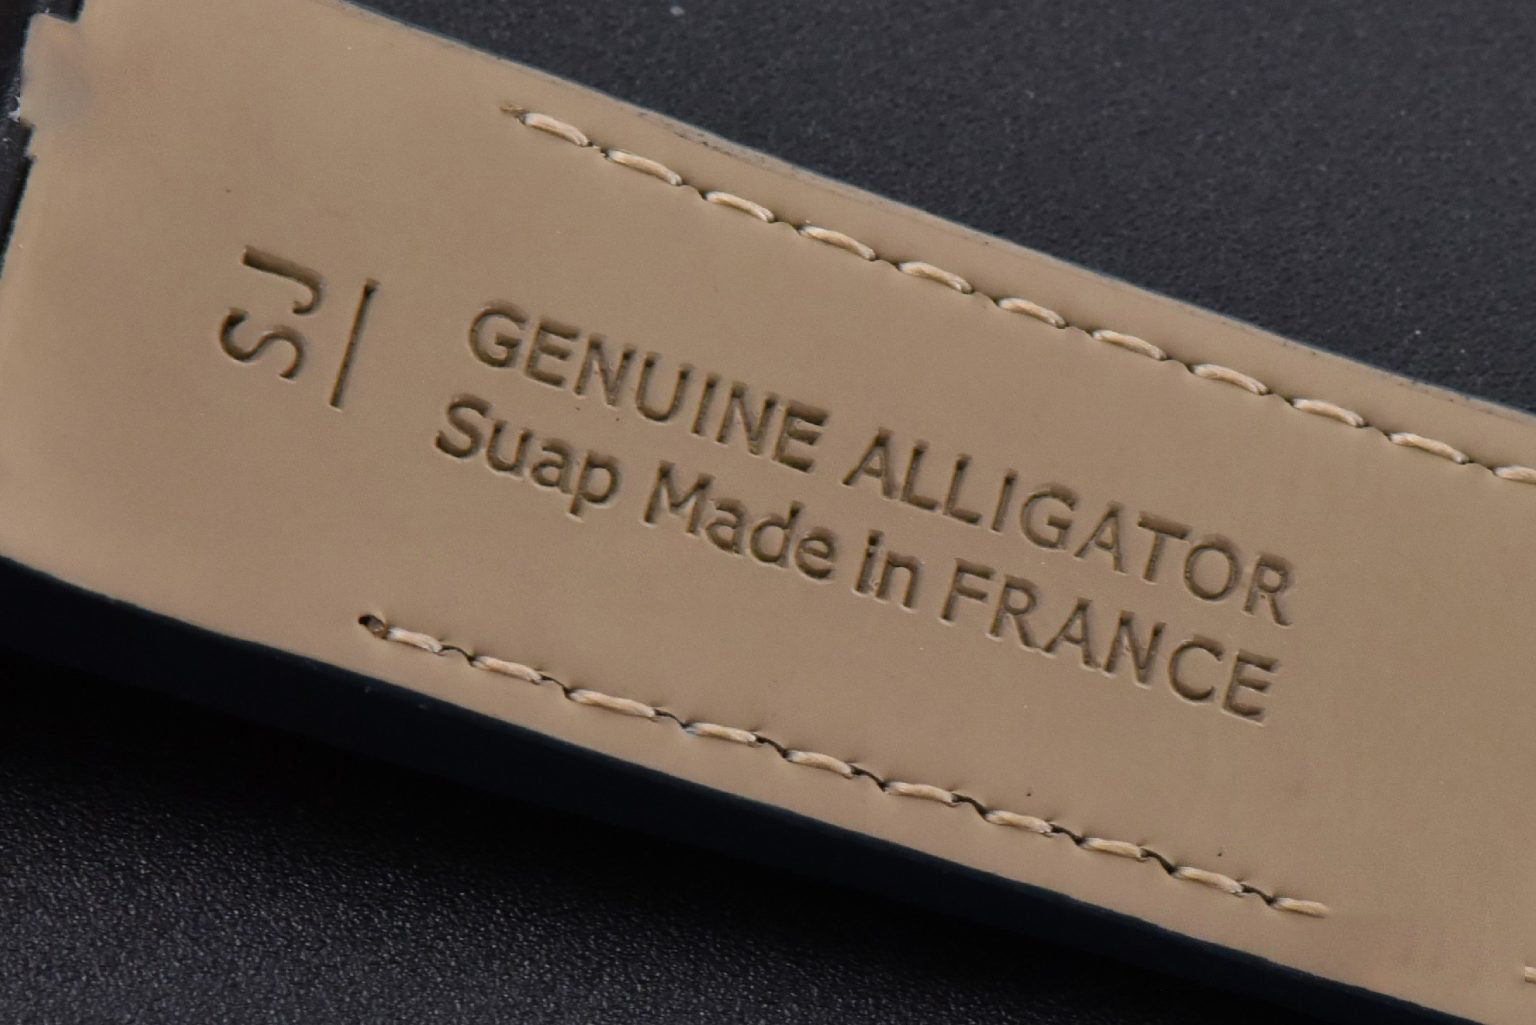 SJ
GENUINE ALLIGATOR
Suap Made in FRANCE